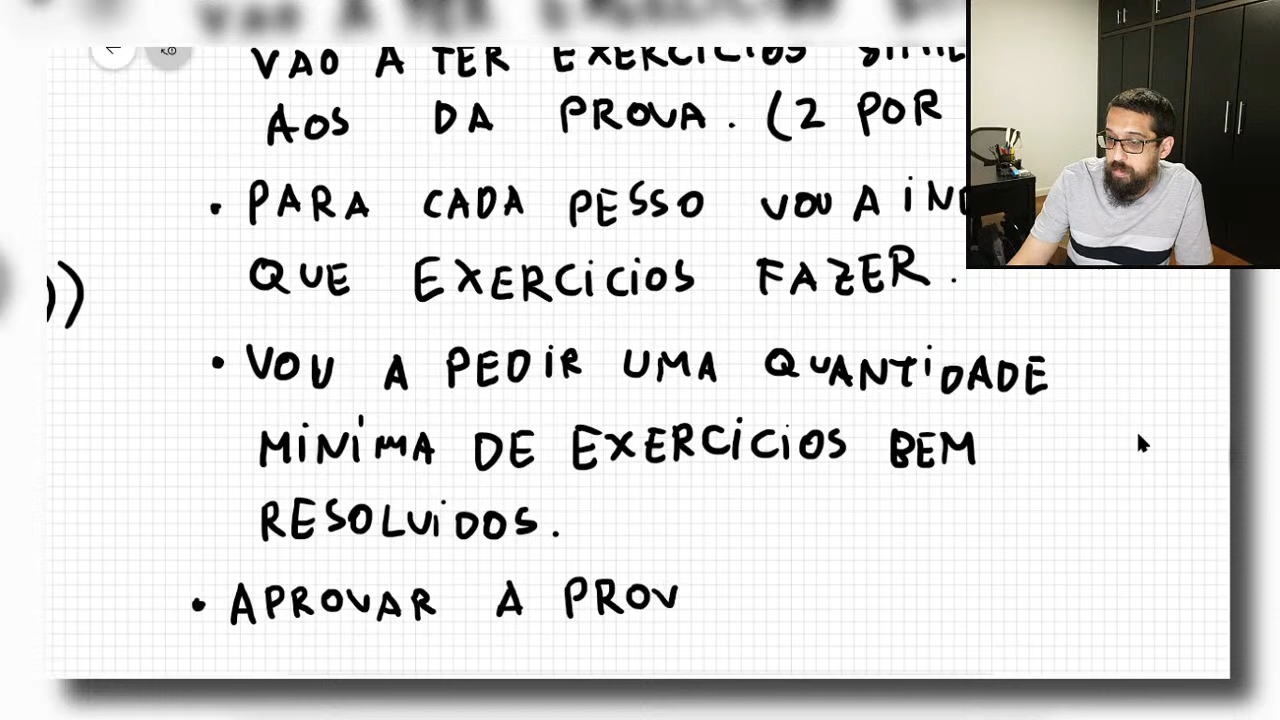 VAO A TER EXERCICIOS
AOS DA PROVA. (2 POR
• PARA CADA PESSO VOU A
QUE EXERCICIOS FAZER.
• VOU A PEDIR UMA QUANTIDADE
MINÍMA DE EXERCICIOS BEM
RESOLUIDOS.
• APROVAR A PROV